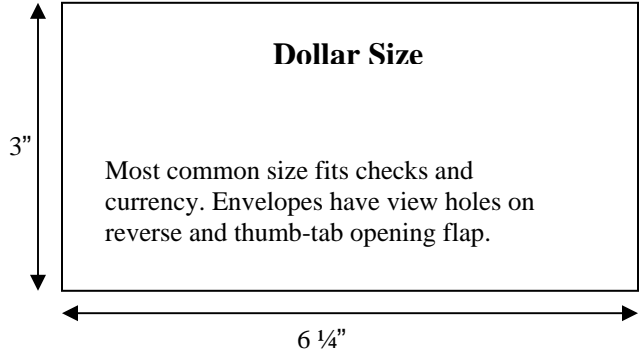 Dollar Size
3”
Most common size fits checks and
currency. Envelopes have view holes on
reverse and thumb-tab opening flap.
6 ¼”